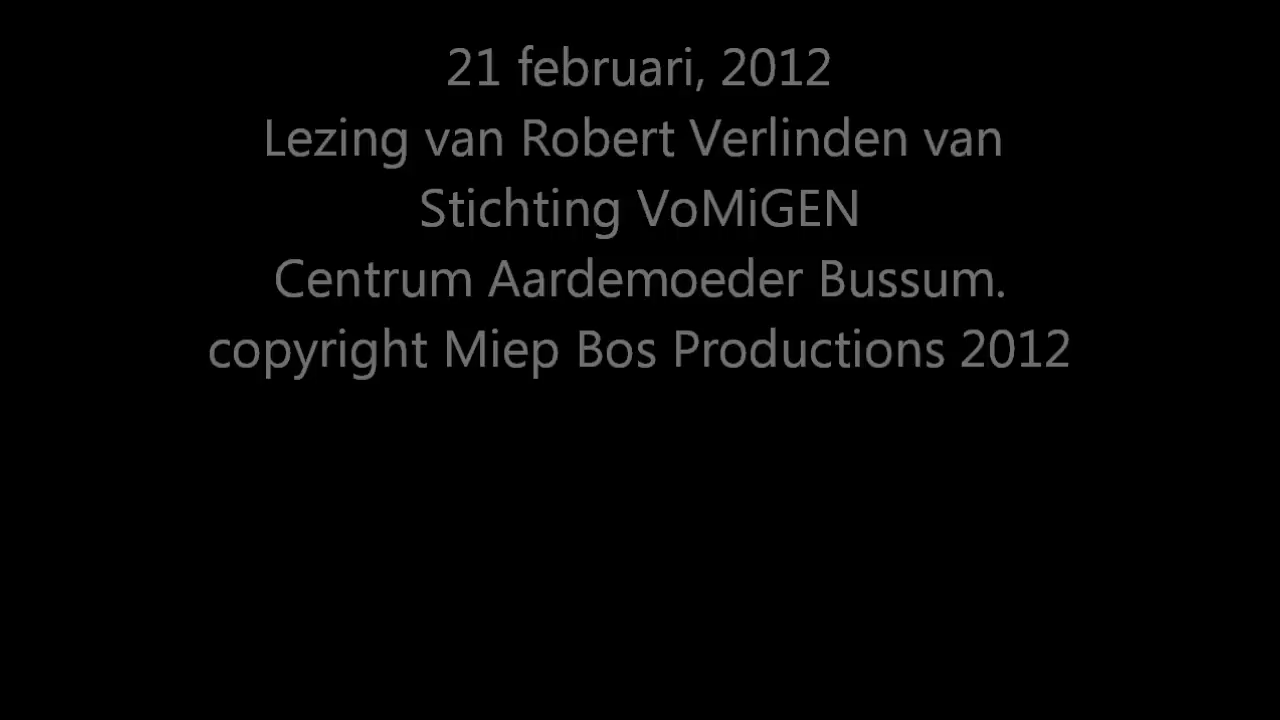 21 februari, 2012
Lezing van Robert Verlinden van
Stichting VoMiGEN
Centrum Aardemoeder Bussum.
copyright Miep Bos Productions 2012